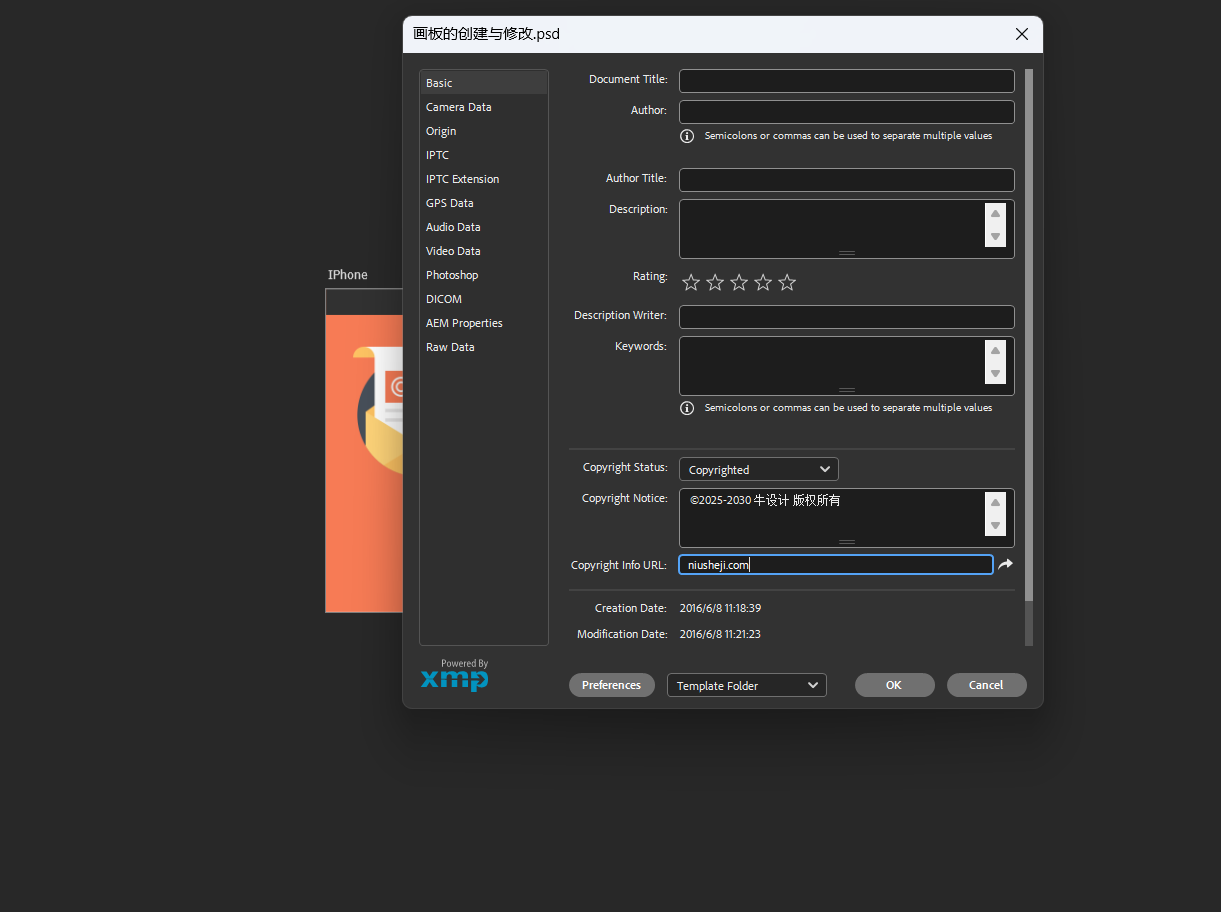 画板的创建与修改.psd
Basic
Camera Data
Origin
IPTC
IPTC Extension
GPS Data
Audio Data
Video Data
Photoshop
DICOM
AEM Properties
Raw Data
Document Title:
Author:
Semicolons or commas can be used to separate multiple values
Author Title:
Description:
Rating:
Description Writer:
Keywords:
Semicolons or commas can be used to separate multiple values
Copyright Status: Copyrighted
Copyright Notice: ©2025-2030 牛设计 版权所有
Copyright Info URL: niusheji.com
Creation Date: 2016/6/8 11:18:39
Modification Date: 2016/6/8 11:21:23
Powered By
xmp
Preferences
Template Folder
OK
Cancel
IPhone